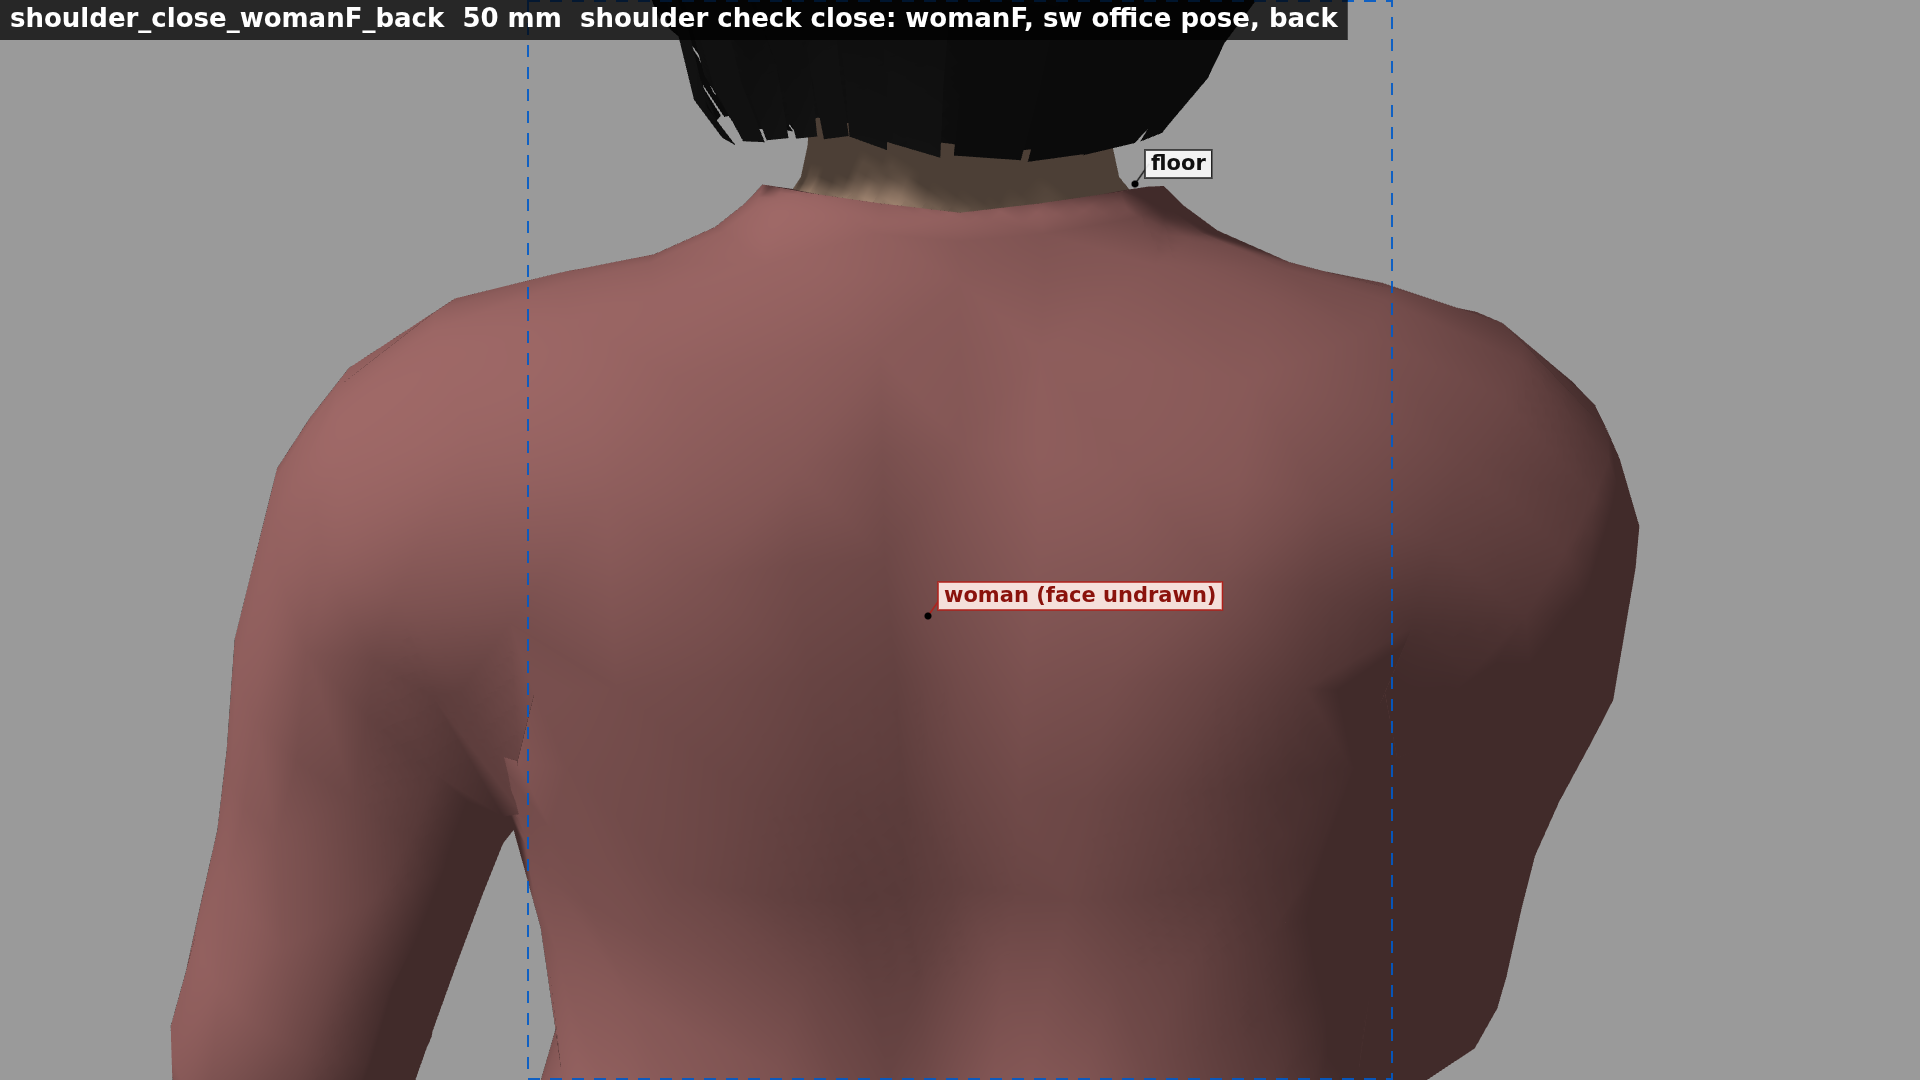 shoulder_close_womanF_back  50 mm  shoulder check close: womanF, sw office pose, back
floor
woman (face undrawn)